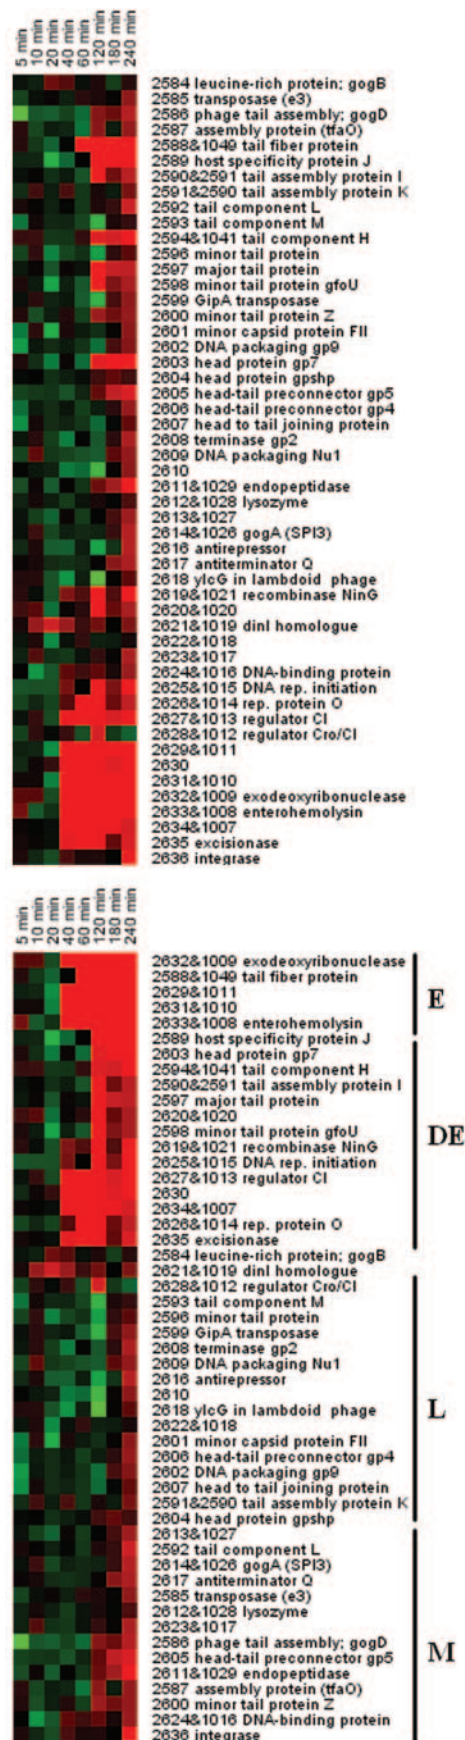 5 min
10 min
20 min
40 min
60 min
120 min
180 min
240 min
2584 leucine-rich protein; gogB
2585 transposase (e3)
2586 phage tail assembly; gogD
2587 assembly protein (tfaO)
2588&1049 tail fiber protein
2589 host specificity protein J
2590&2591 tail assembly protein I
2591&2590 tail assembly protein K
2592 tail component L
2593 tail component M
2594&1041 tail component H
2596 minor tail protein
2597 major tail protein
2598 minor tail protein gfoU
2599 GipA transposase
2600 minor tail protein Z
2601 minor capsid protein FII
2602 DNA packaging gp9
2603 head protein gp7
2604 head protein gpshp
2605 head-tail preconnector gp5
2606 head-tail preconnector gp4
2607 head to tail joining protein
2608 terminase gp2
2609 DNA packaging Nu1
2610
2611&1029 endopeptidase
2612&1028 lysozyme
2613&1027
2614&1026 gogA (SPI3)
2616 antirepressor
2617 antiterminator Q
2618 ylcG in lambdoid phage
2619&1021 recombinase NinG
2620&1020
2621&1019 dinI homologue
2622&1018
2623&1017
2624&1016 DNA-binding protein
2625&1015 DNA rep. initiation
2626&1014 rep. protein O
2627&1013 regulator CI
2628&1012 regulator Cro/CI
2629&1011
2630
2631&1010
2632&1009 exodeoxyribonuclease
2633&1008 enterohemolysin
2634&1007
2635 excisionase
2636 integrase
5 min
10 min
20 min
40 min
60 min
120 min
180 min
240 min
2632&1009 exodeoxyribonuclease
2588&1049 tail fiber protein
2629&1011
2631&1010
2633&1008 enterohemolysin
E
2589 host specificity protein J
2603 head protein gp7
2594&1041 tail component H
2590&2591 tail assembly protein I
2597 major tail protein
2620&1020
2598 minor tail protein gfoU
2619&1021 recombinase NinG
2625&1015 DNA rep. initiation
2627&1013 regulator CI
2630
2634&1007
2626&1014 rep. protein O
2635 excisionase
DE
2584 leucine-rich protein; gogB
2621&1019 dinI homologue
2628&1012 regulator Cro/CI
2593 tail component M
2596 minor tail protein
2599 GipA transposase
2608 terminase gp2
2609 DNA packaging Nu1
2616 antirepressor
2610
2618 ylcG in lambdoid phage
2622&1018
2601 minor capsid protein FII
2606 head-tail preconnector gp4
2602 DNA packaging gp9
2607 head to tail joining protein
2591&2590 tail assembly protein K
2604 head protein gpshp
L
2613&1027
2592 tail component L
2614&1026 gogA (SPI3)
2617 antiterminator Q
2585 transposase (e3)
2612&1028 lysozyme
2623&1017
2586 phage tail assembly; gogD
2605 head-tail preconnector gp5
2611&1029 endopeptidase
2587 assembly protein (tfaO)
2600 minor tail protein Z
2624&1016 DNA-binding protein
2636 integrase
M